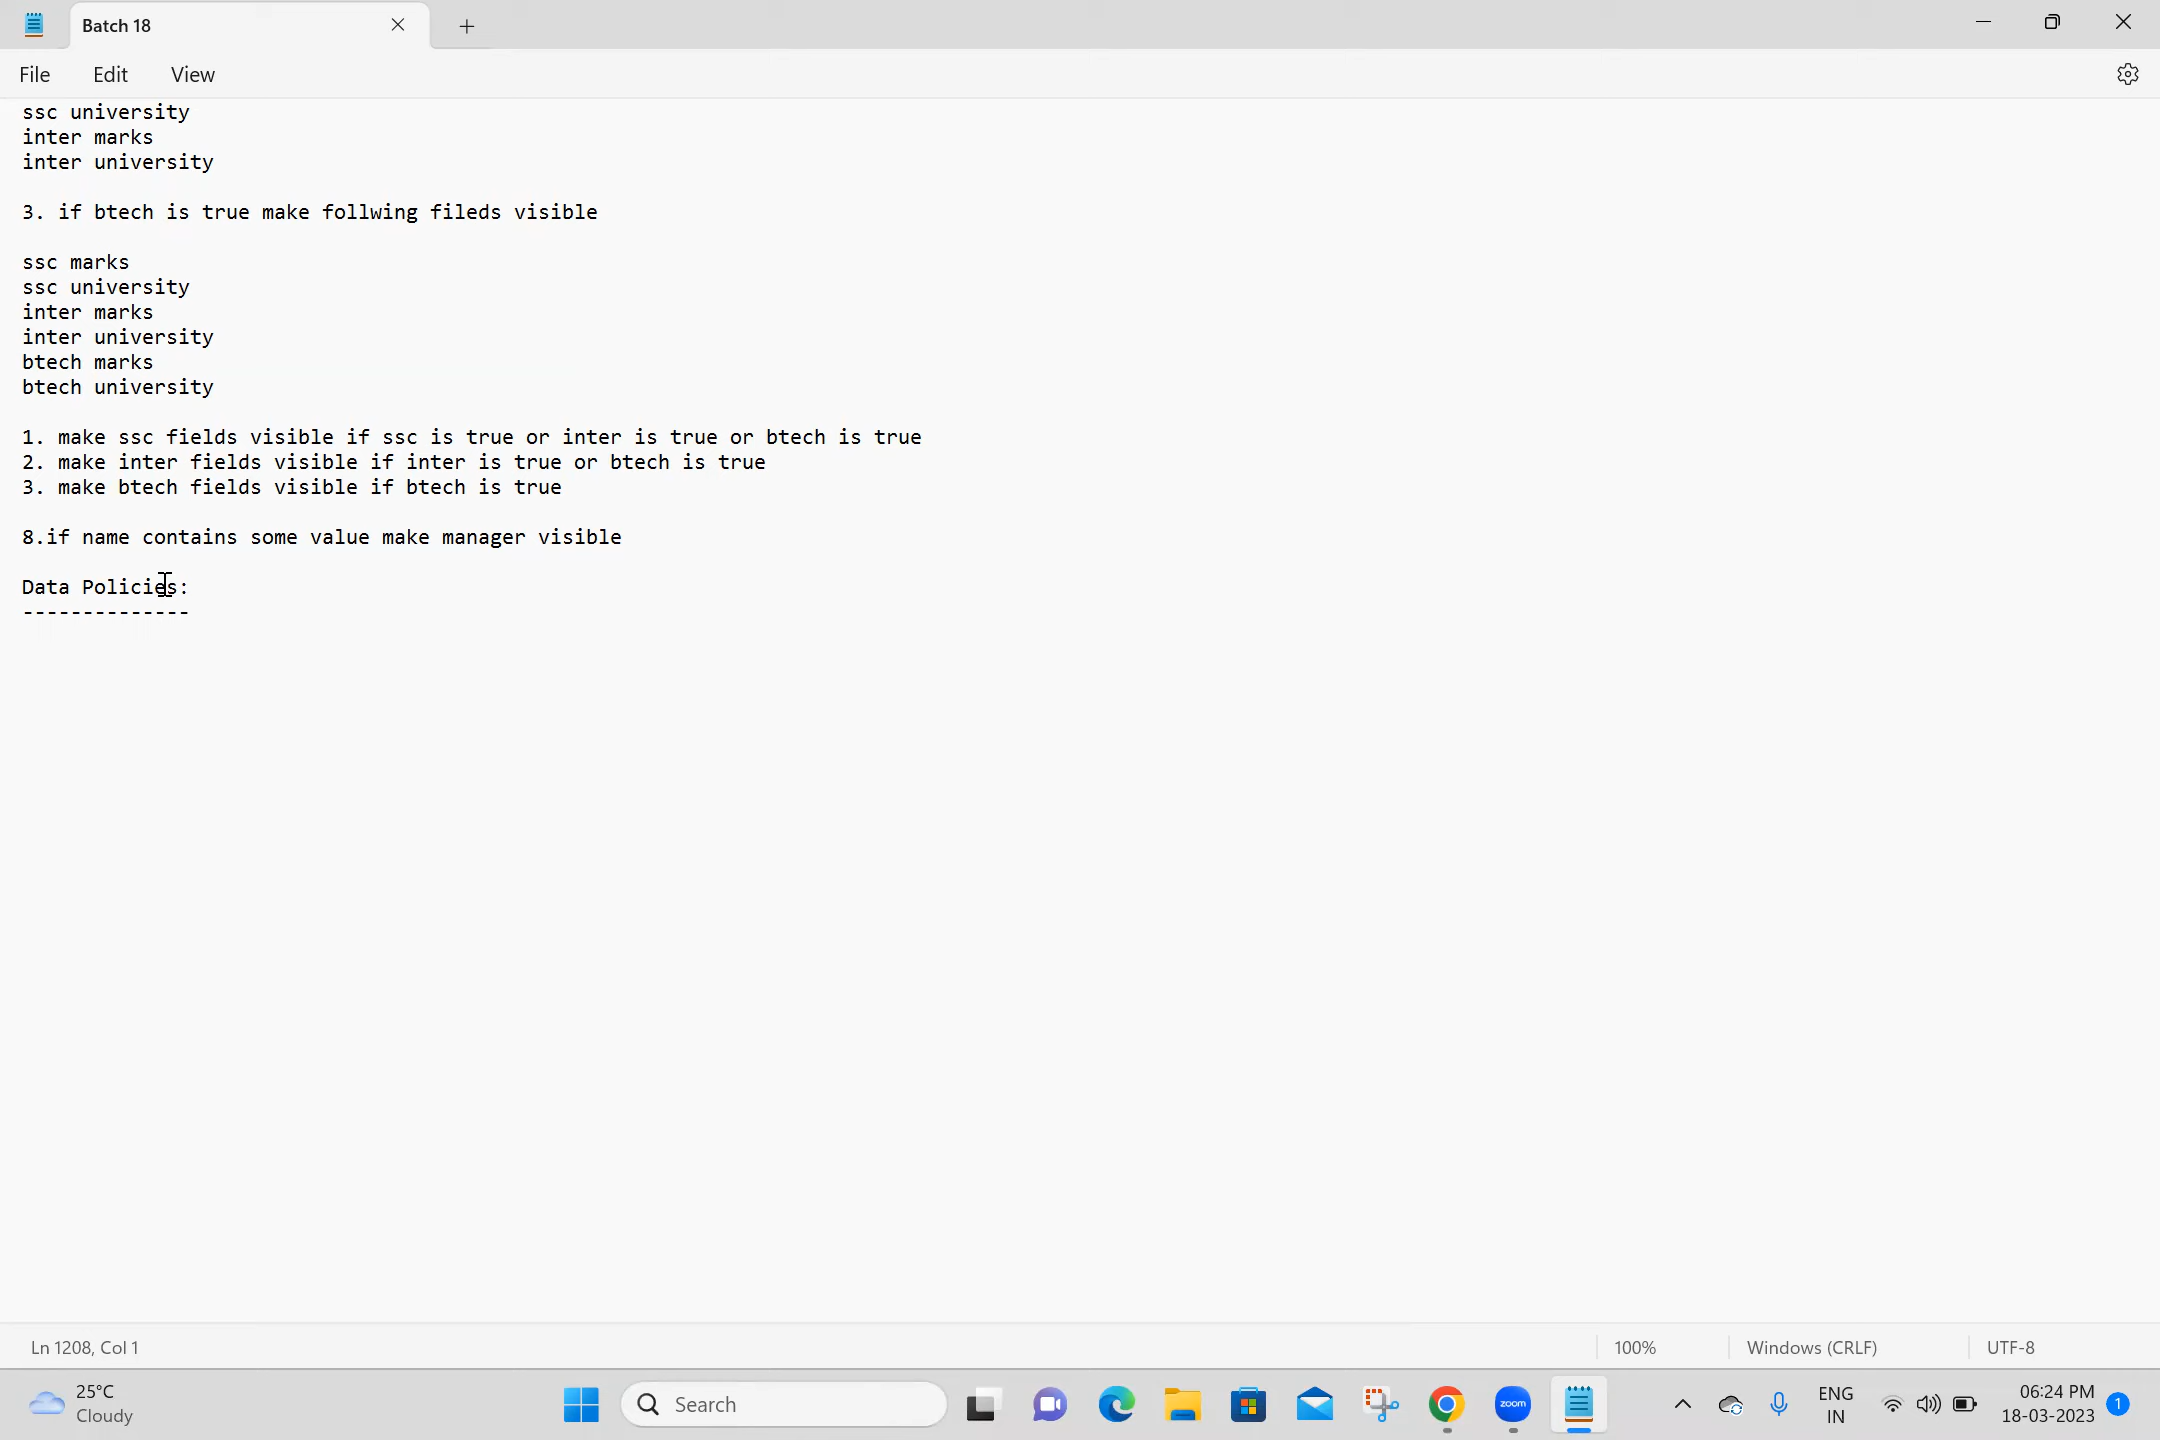 Batch 18
File Edit View
ssc university
inter marks
inter university
3. if btech is true make follwing fileds visible
ssc marks
ssc university
inter marks
inter university
btech marks
btech university
1. make ssc fields visible if ssc is true or inter is true or btech is true
2. make inter fields visible if inter is true or btech is true
3. make btech fields visible if btech is true
8.if name contains some value make manager visible
Data Policies:
--------------
Ln 1208, Col 1 100% Windows (CRLF) UTF-8
25°C
Cloudy
Search
zoom
ENG
IN
06:24 PM
18-03-2023
1